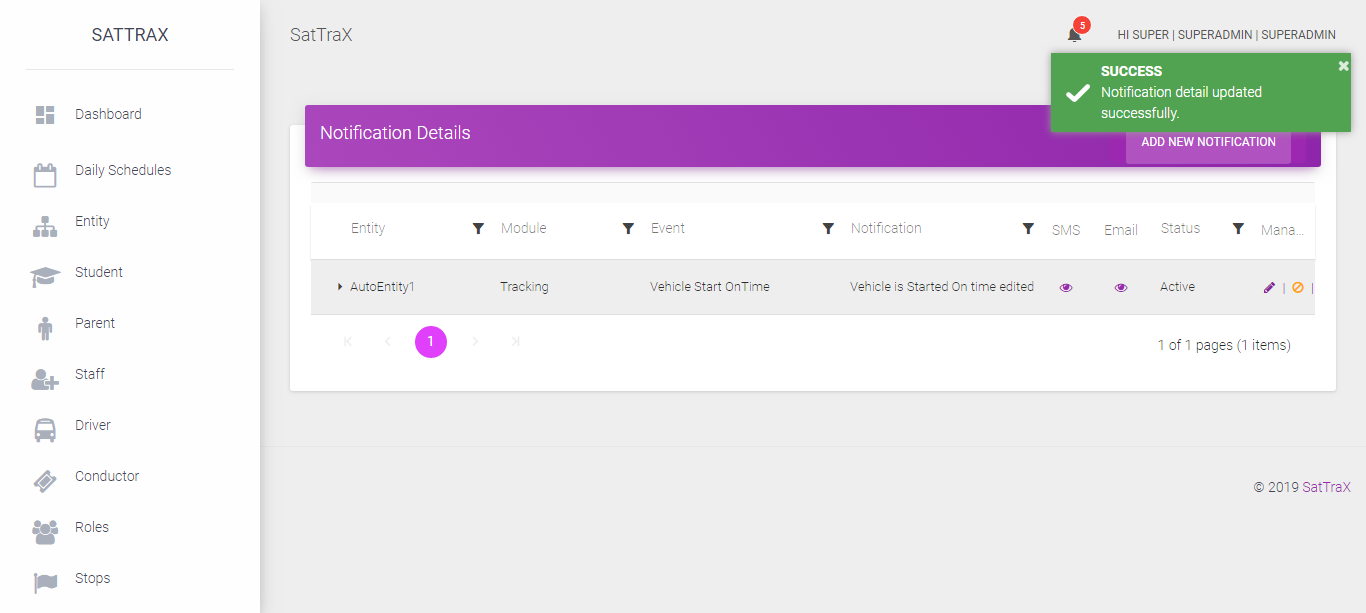 SATTRAX
Dashboard
Daily Schedules
Entity
Student
Parent
Staff
Driver
Conductor
Roles
Stops
SatTraX
5
HI SUPER | SUPERADMIN | SUPERADMIN
SUCCESS
Notification detail updated
successfully.
Notification Details
ADD NEW NOTIFICATION
Entity Module Event Notification SMS Email Status Mana...
AutoEntity1 Tracking Vehicle Start OnTime Vehicle is Started On time edited Active | |
1
1 of 1 pages (1 items)
© 2019 SatTraX